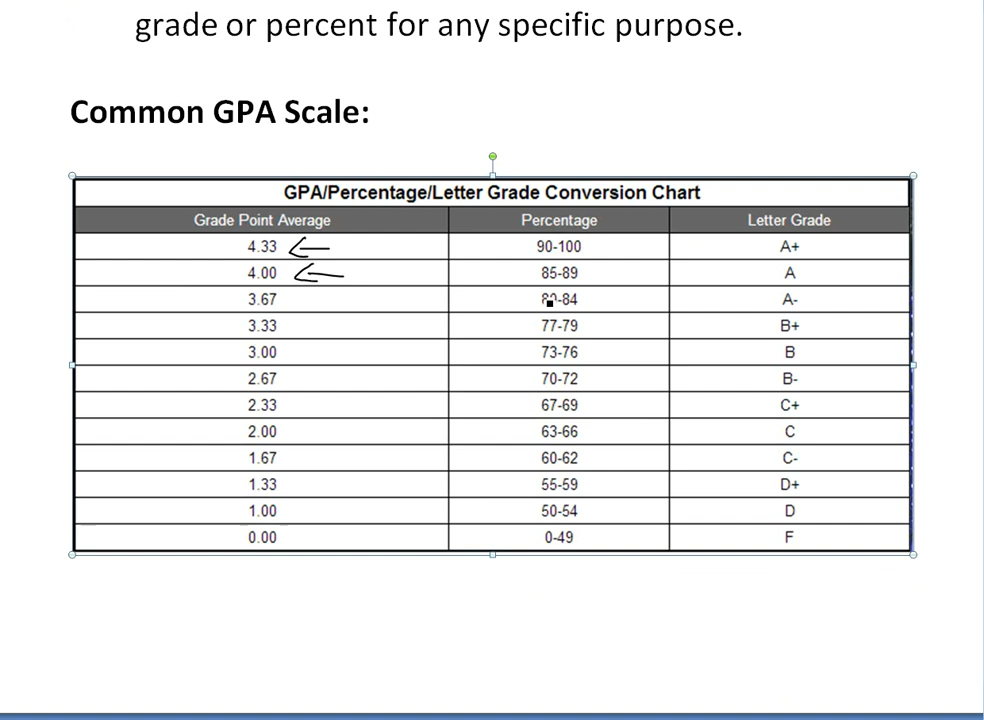 grade or percent for any specific purpose.
Common GPA Scale:
GPA/Percentage/Letter Grade Conversion Chart
Grade Point Average Percentage Letter Grade
4.33 90-100 A+
4.00 85-89 A
3.67 80-84 A-
3.33 77-79 B+
3.00 73-76 B
2.67 70-72 B-
2.33 67-69 C+
2.00 63-66 C
1.67 60-62 C-
1.33 55-59 D+
1.00 50-54 D
0.00 0-49 F